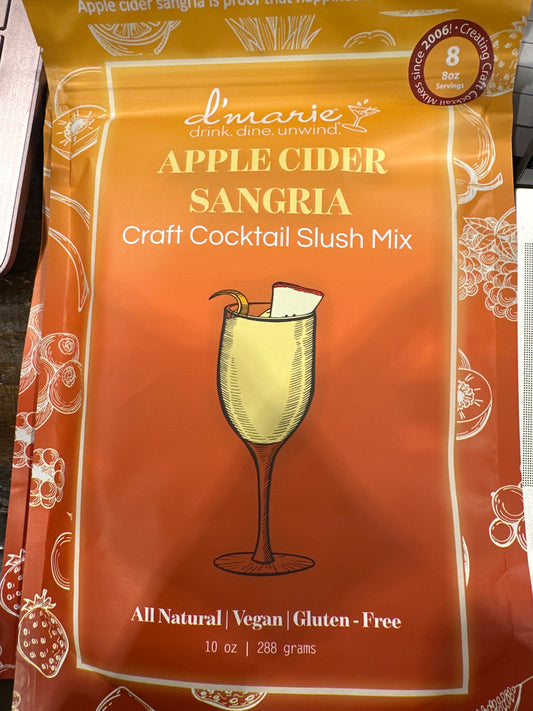 Apple cider sangria is proof that
8
8oz
Servings
Creating Craft Cocktail Mixes since 2006!
d'marie
drink. dine. unwind.
APPLE CIDER
SANGRIA
Craft Cocktail Slush Mix
All Natural | Vegan | Gluten - Free
10 oz | 288 grams